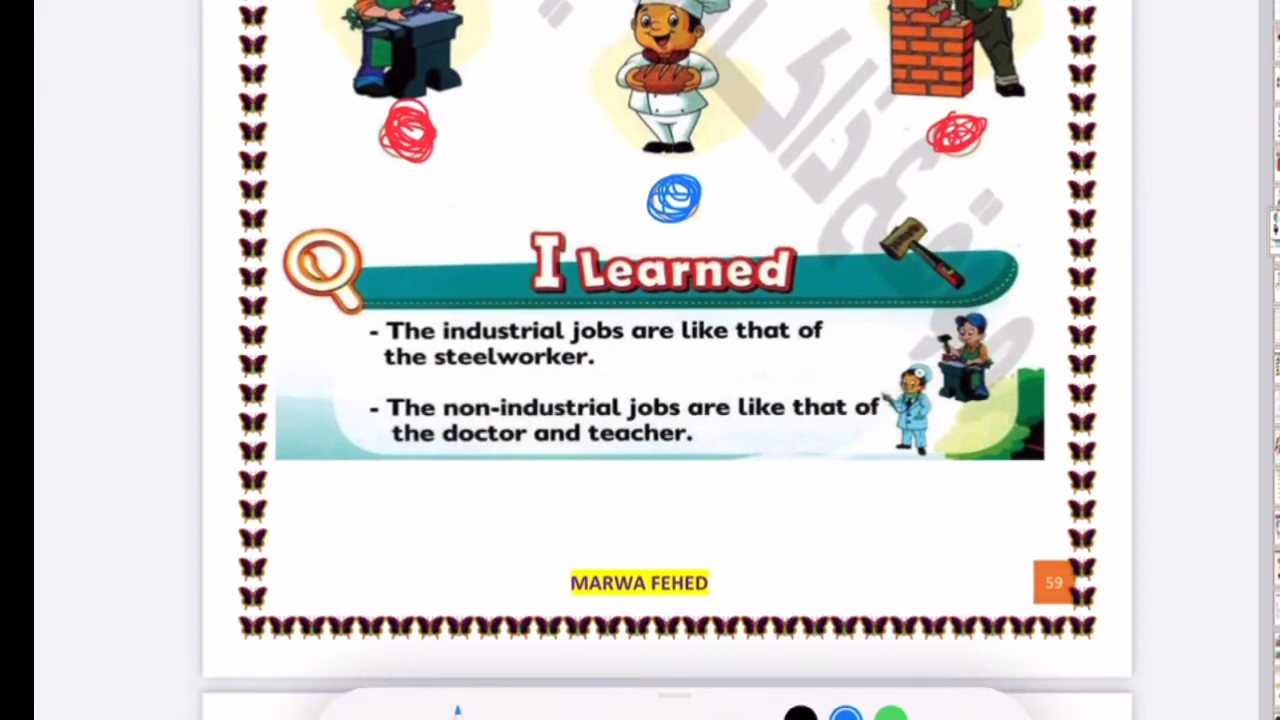 I Learned
- The industrial jobs are like that of
the steelworker.
- The non-industrial jobs are like that of
the doctor and teacher.
MARWA FEHED
59